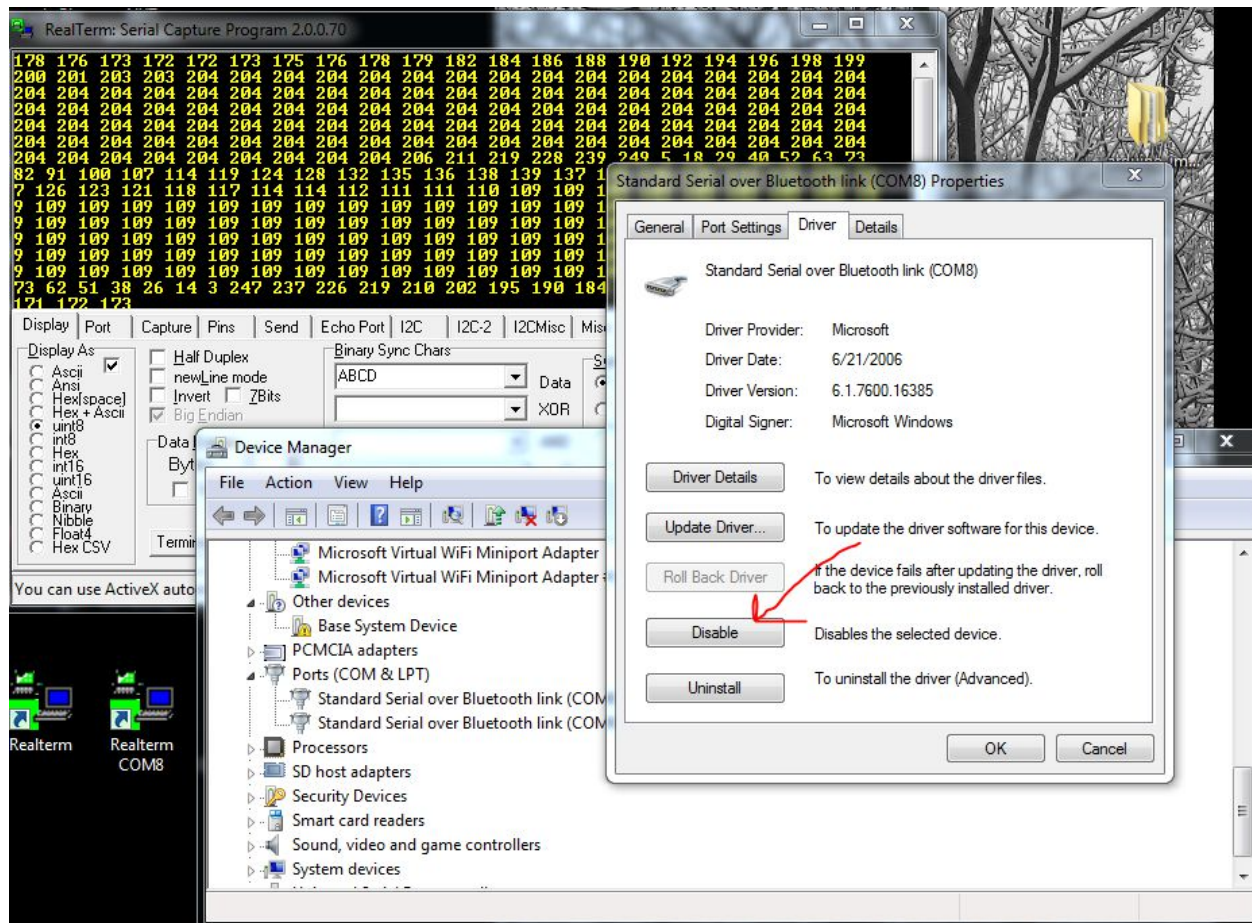 RealTerm: Serial Capture Program 2.0.0.70
178 176 173 172 172 173 175 176 178 179 182 184 186 188 190 192 194 196 198 199
200 201 203 203 204 204 204 204 204 204 204 204 204 204 204 204 204 204 204 204
204 204 204 204 204 204 204 204 204 204 204 204 204 204 204 204 204 204 204 204
204 204 204 204 204 204 204 204 204 204 204 204 204 204 204 204 204 204 204 204
204 204 204 204 204 204 204 204 204 204 204 204 204 204 204 204 204 204 204 204
204 204 204 204 204 204 204 204 204 204 204 204 204 204 204 204 204 204 204 204
204 204 204 204 204 204 204 204 204 206 211 219 228 239 249 5 18 29 40 52 63 73
82 91 100 107 114 119 124 128 132 135 136 138 139 137 1
7 126 123 121 118 117 114 114 112 111 111 110 109 109 1
9 109 109 109 109 109 109 109 109 109 109 109 109 109 1
9 109 109 109 109 109 109 109 109 109 109 109 109 109 1
9 109 109 109 109 109 109 109 109 109 109 109 109 109 1
9 109 109 109 109 109 109 109 109 109 109 109 109 109 1
9 109 109 109 109 109 109 109 109 109 109 109 109 109 1
73 62 51 38 26 14 3 247 237 226 219 210 202 195 190 184
171 172 173
Display Port Capture Pins Send Echo Port I2C I2C-2 I2CMisc Misc
Display As
Ascii
Ansi
Hex[space]
Hex + Ascii
uint8
int8
Hex
int16
uint16
Ascii
Binary
Nibble
Float4
Hex CSV
Half Duplex
newLine mode
Invert 7Bits
Big Endian
Binary Sync Chars
ABCD
Data
XOR
Data
Byt
Termin
You can use ActiveX auto
Realterm
Realterm
COM8
Device Manager
File Action View Help
Microsoft Virtual WiFi Miniport Adapter
Microsoft Virtual WiFi Miniport Adapter
Other devices
Base System Device
PCMCIA adapters
Ports (COM & LPT)
Standard Serial over Bluetooth link (COM
Standard Serial over Bluetooth link (COM
Processors
SD host adapters
Security Devices
Smart card readers
Sound, video and game controllers
System devices
Standard Serial over Bluetooth link (COM8) Properties
General Port Settings Driver Details
Standard Serial over Bluetooth link (COM8)
Driver Provider: Microsoft
Driver Date: 6/21/2006
Driver Version: 6.1.7600.16385
Digital Signer: Microsoft Windows
Driver Details To view details about the driver files.
Update Driver... To update the driver software for this device.
Roll Back Driver If the device fails after updating the driver, roll
back to the previously installed driver.
Disable Disables the selected device.
Uninstall To uninstall the driver (Advanced).
OK Cancel